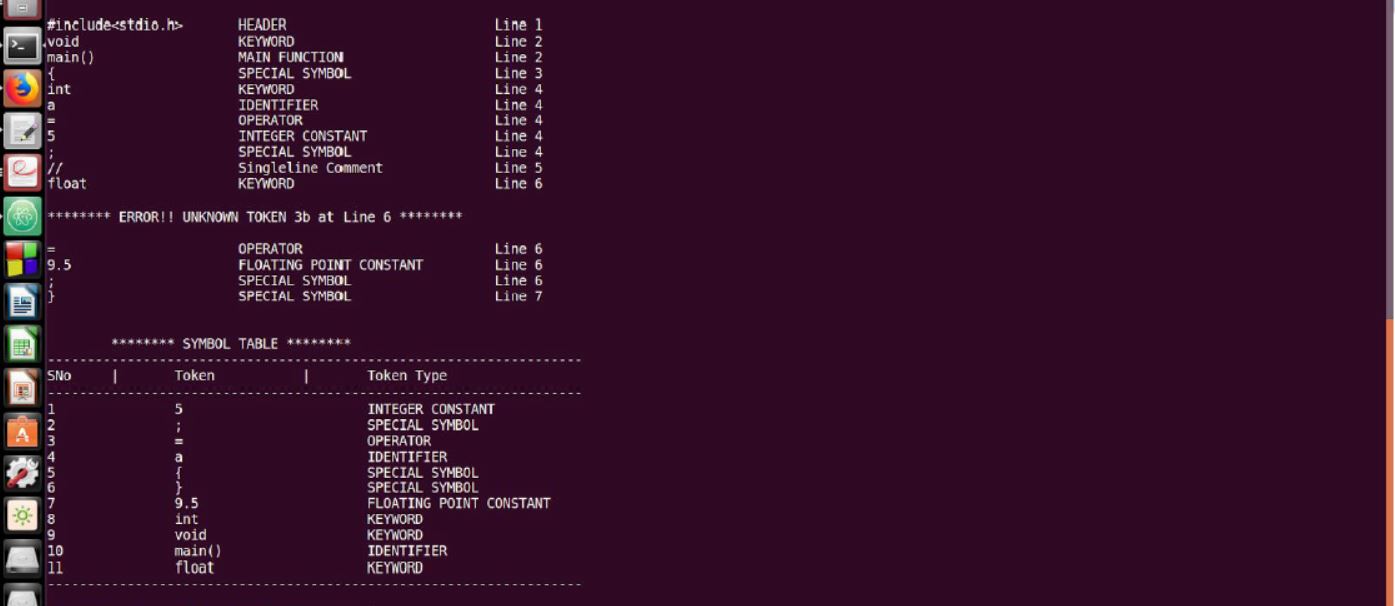 #include<stdio.h> HEADER Line 1
void KEYWORD Line 2
main() MAIN FUNCTION Line 2
{ SPECIAL SYMBOL Line 3
int KEYWORD Line 4
a IDENTIFIER Line 4
= OPERATOR Line 4
5 INTEGER CONSTANT Line 4
; SPECIAL SYMBOL Line 4
// Singleline Comment Line 5
float KEYWORD Line 6
******** ERROR!! UNKNOWN TOKEN 3b at Line 6 ********
= OPERATOR Line 6
9.5 FLOATING POINT CONSTANT Line 6
; SPECIAL SYMBOL Line 6
} SPECIAL SYMBOL Line 7
******** SYMBOL TABLE ********
-------------------------------------------------------------------
SNo | Token | Token Type
-------------------------------------------------------------------
1 5 INTEGER CONSTANT
2 ; SPECIAL SYMBOL
3 = OPERATOR
4 a IDENTIFIER
5 { SPECIAL SYMBOL
6 } SPECIAL SYMBOL
7 9.5 FLOATING POINT CONSTANT
8 int KEYWORD
9 void KEYWORD
10 main() IDENTIFIER
11 float KEYWORD
-------------------------------------------------------------------